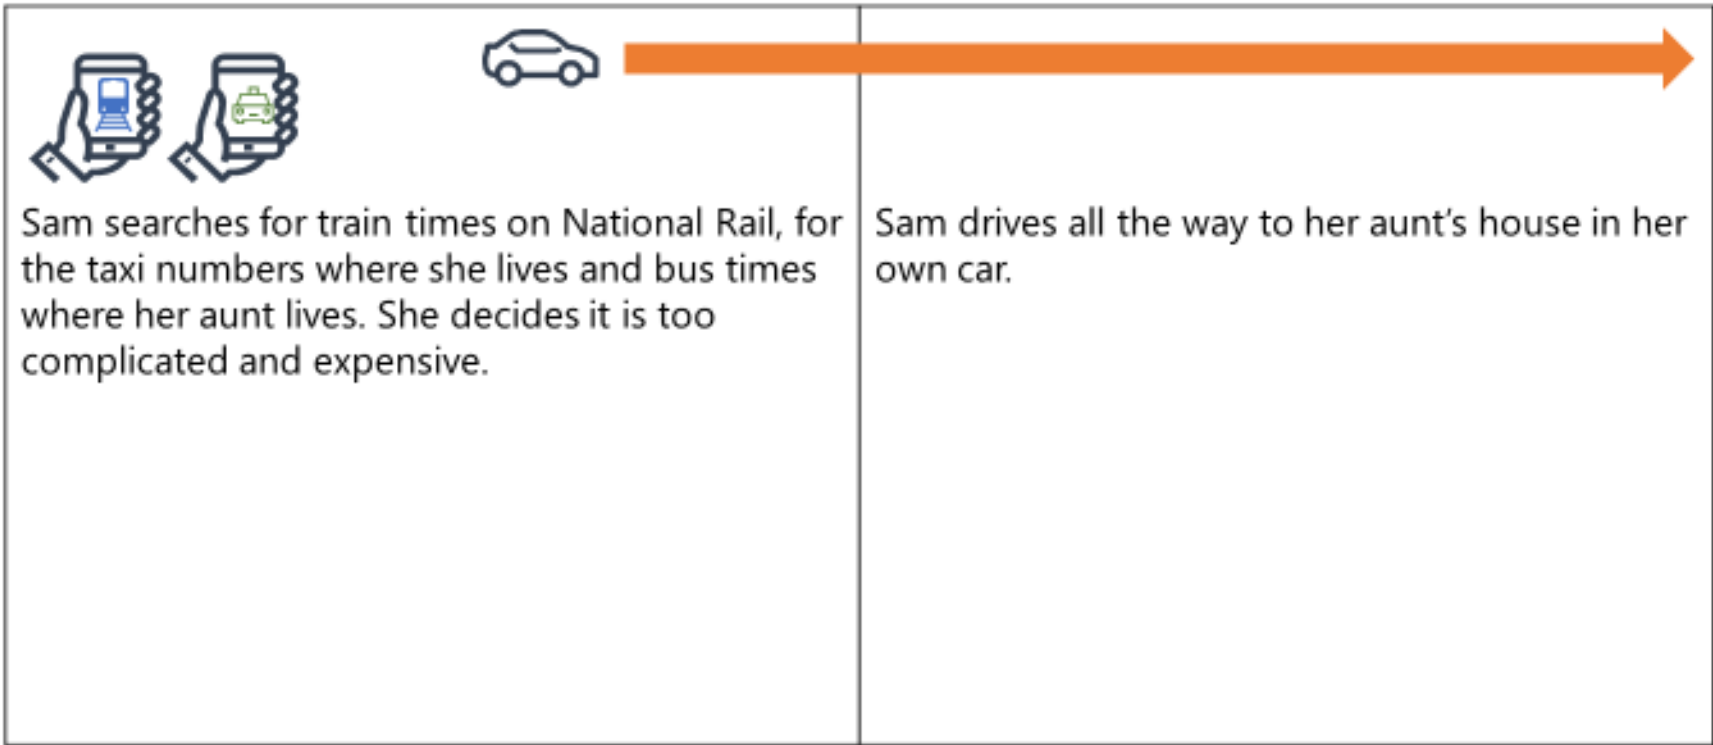 Sam searches for train times on National Rail, for
the taxi numbers where she lives and bus times
where her aunt lives. She decides it is too
complicated and expensive.
Sam drives all the way to her aunt’s house in her
own car.